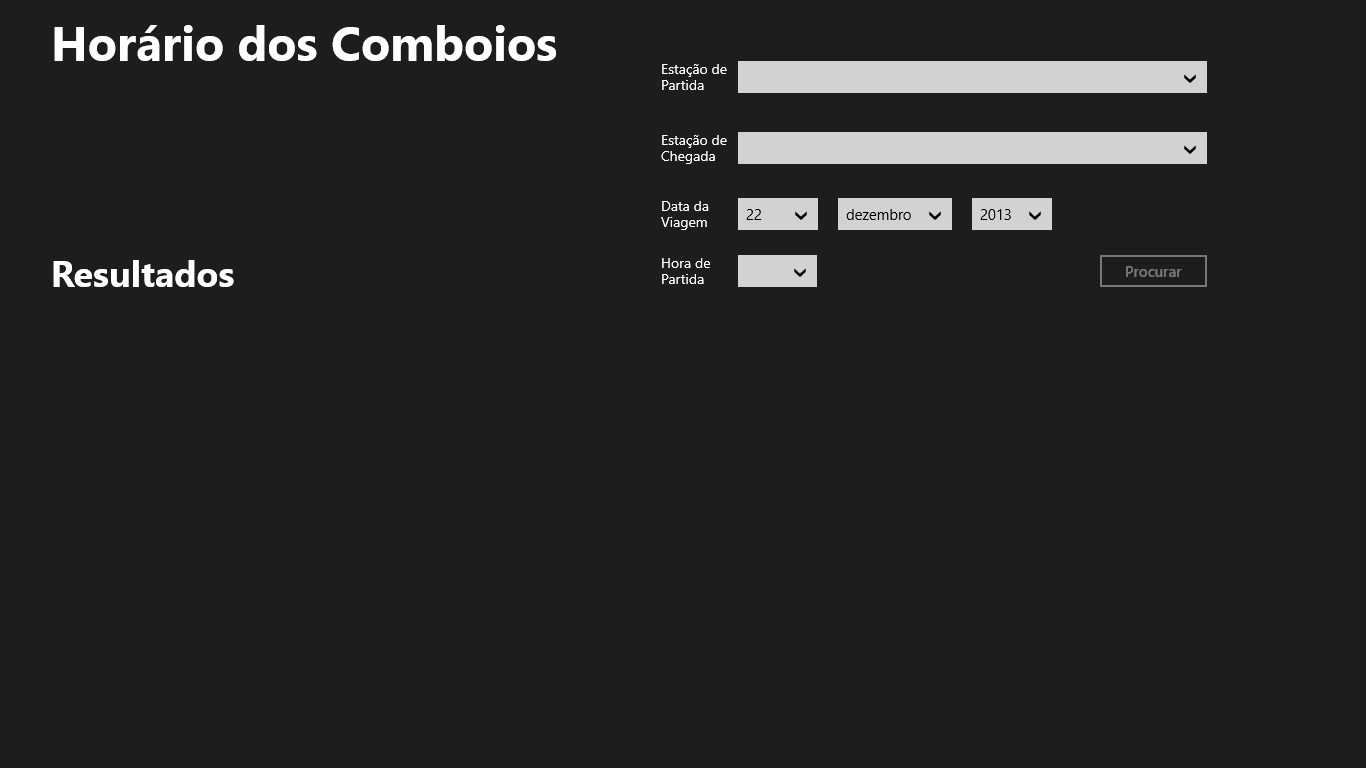 Horário dos Comboios
Estação de
Partida
Estação de
Chegada
Data da
Viagem
22
dezembro
2013
Resultados
Hora de
Partida
Procurar